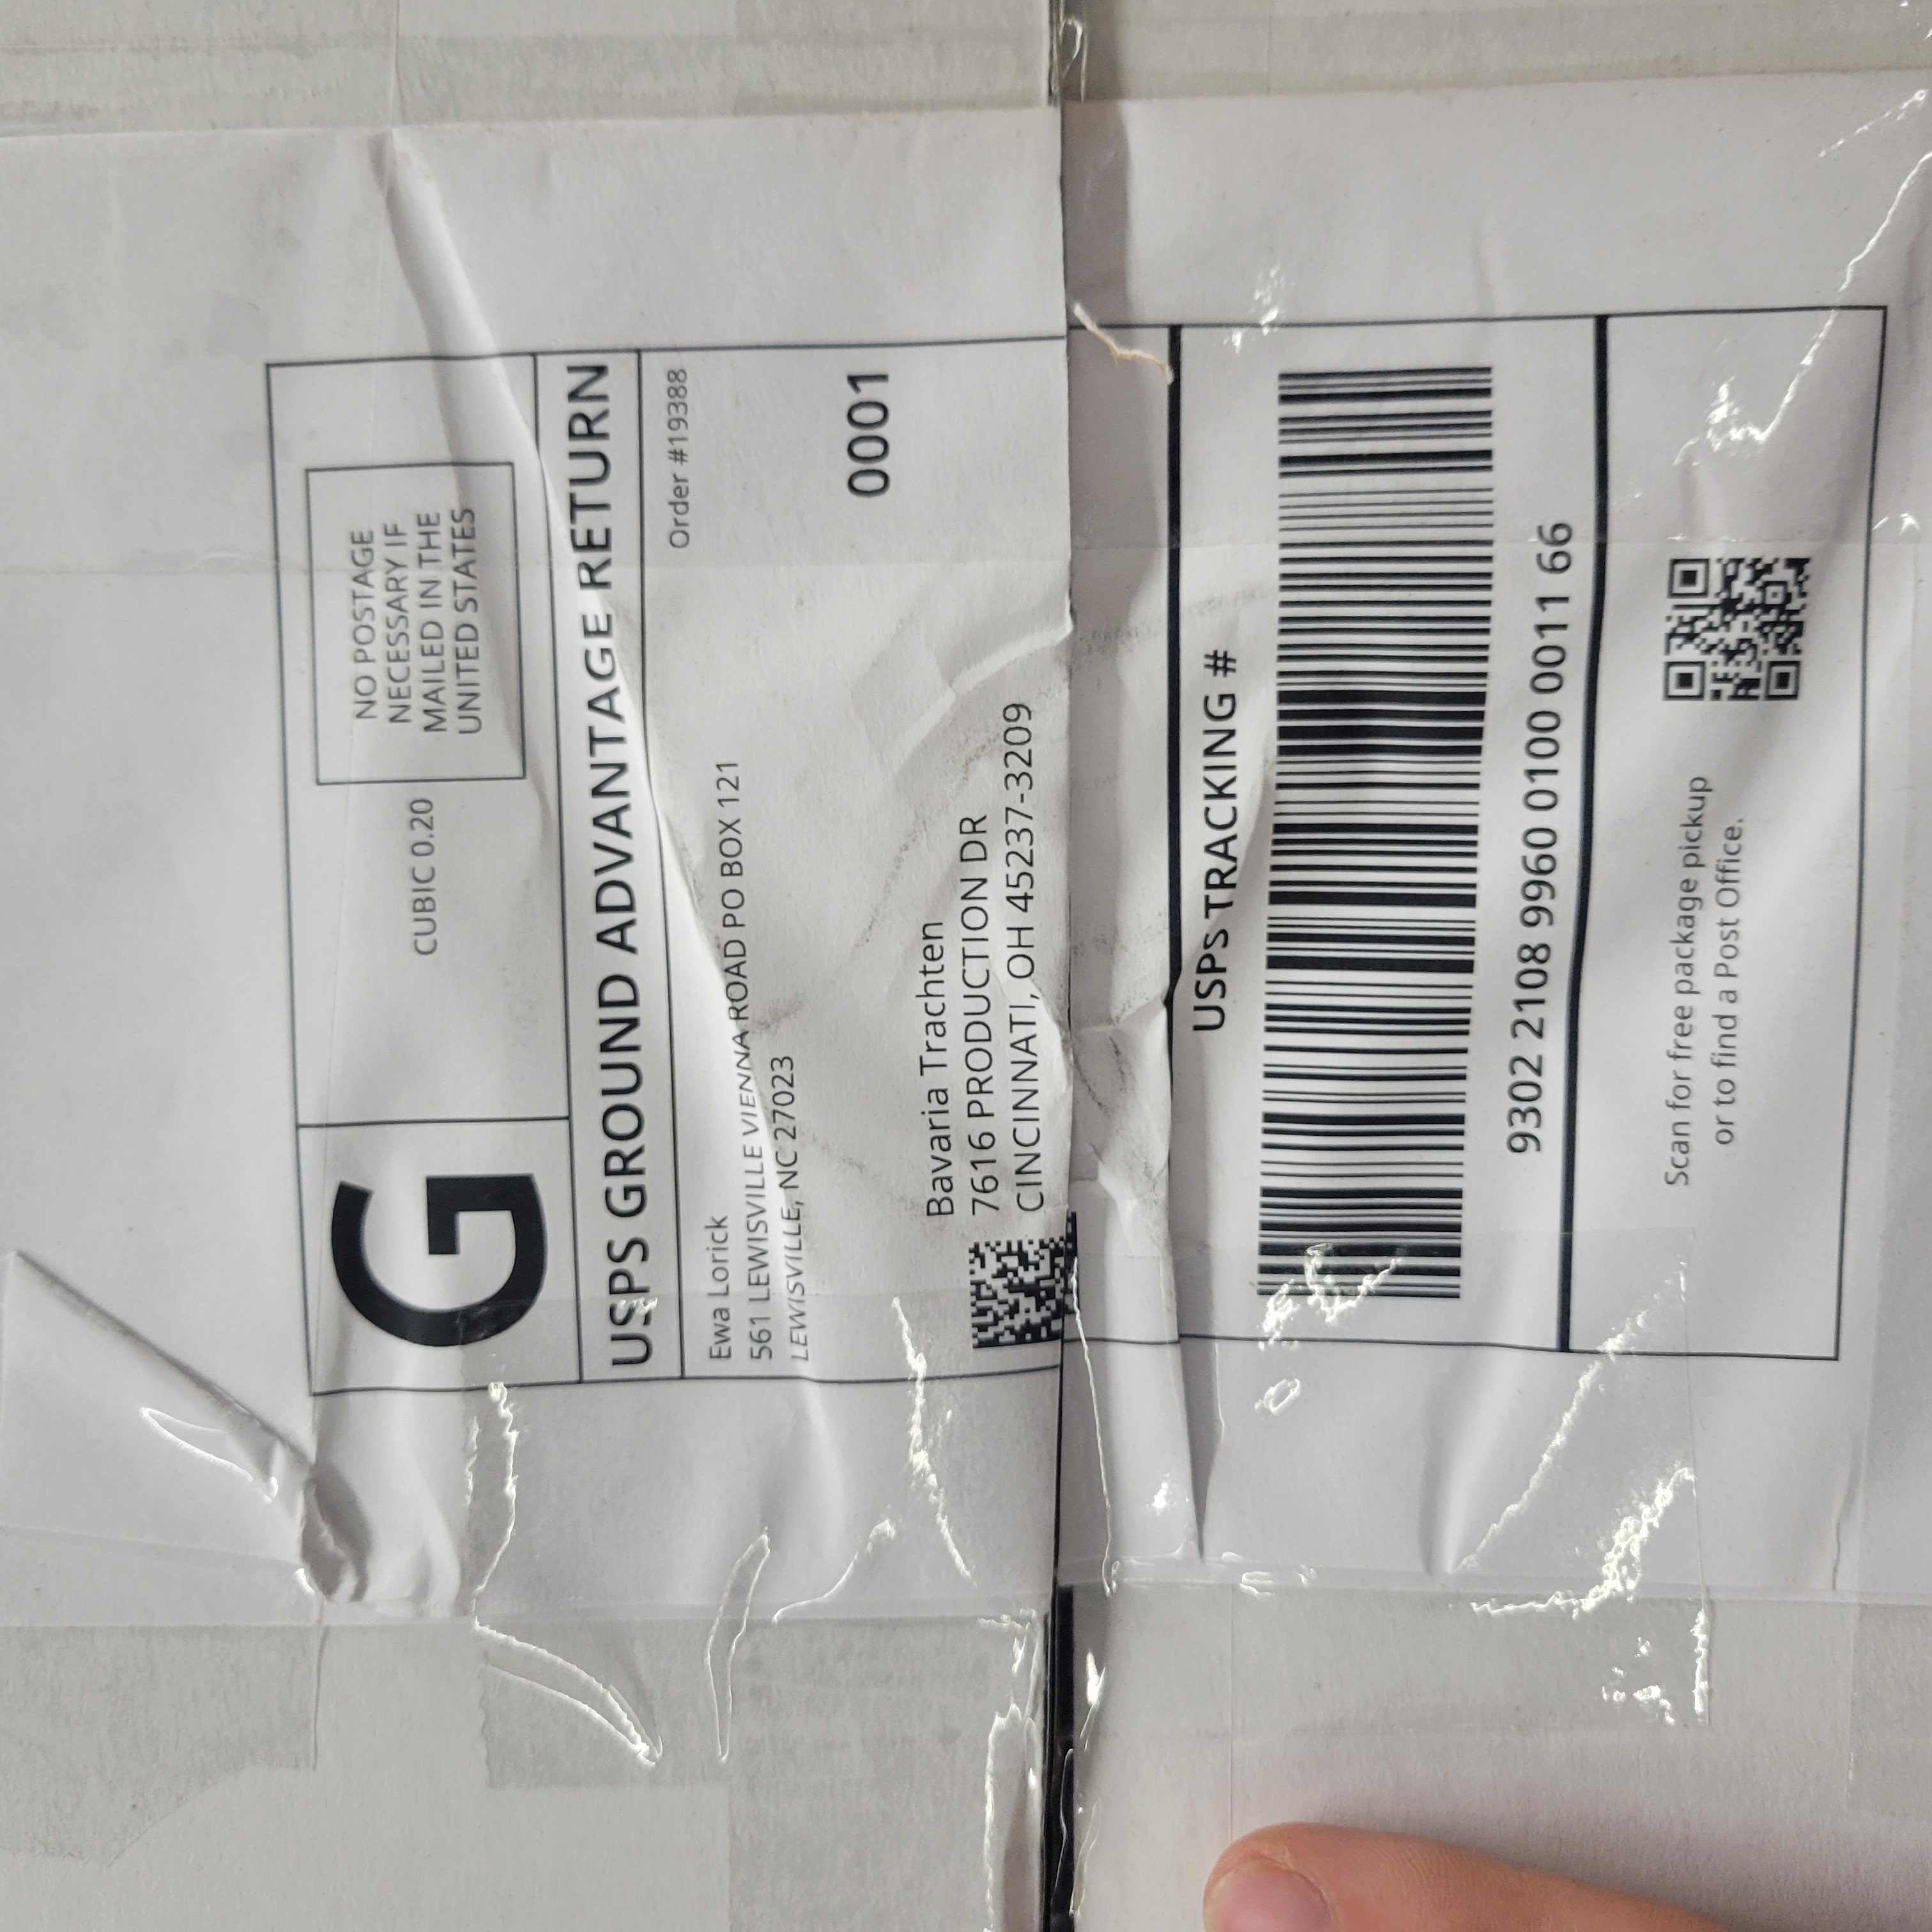 G
CUBIC 0.20
NO POSTAGE
NECESSARY IF
MAILED IN THE
UNITED STATES
USPS GROUND ADVANTAGE RETURN
Ewa Lorick
561 LEWISVILLE VIENNA ROAD PO BOX 121
LEWISVILLE, NC 27023
Order #19388
0001
Bavaria Trachten
7616 PRODUCTION DR
CINCINNATI, OH 45237-3209
USPS TRACKING #
9302 2108 9960 0100 0011 66
Scan for free package pickup
or to find a Post Office.